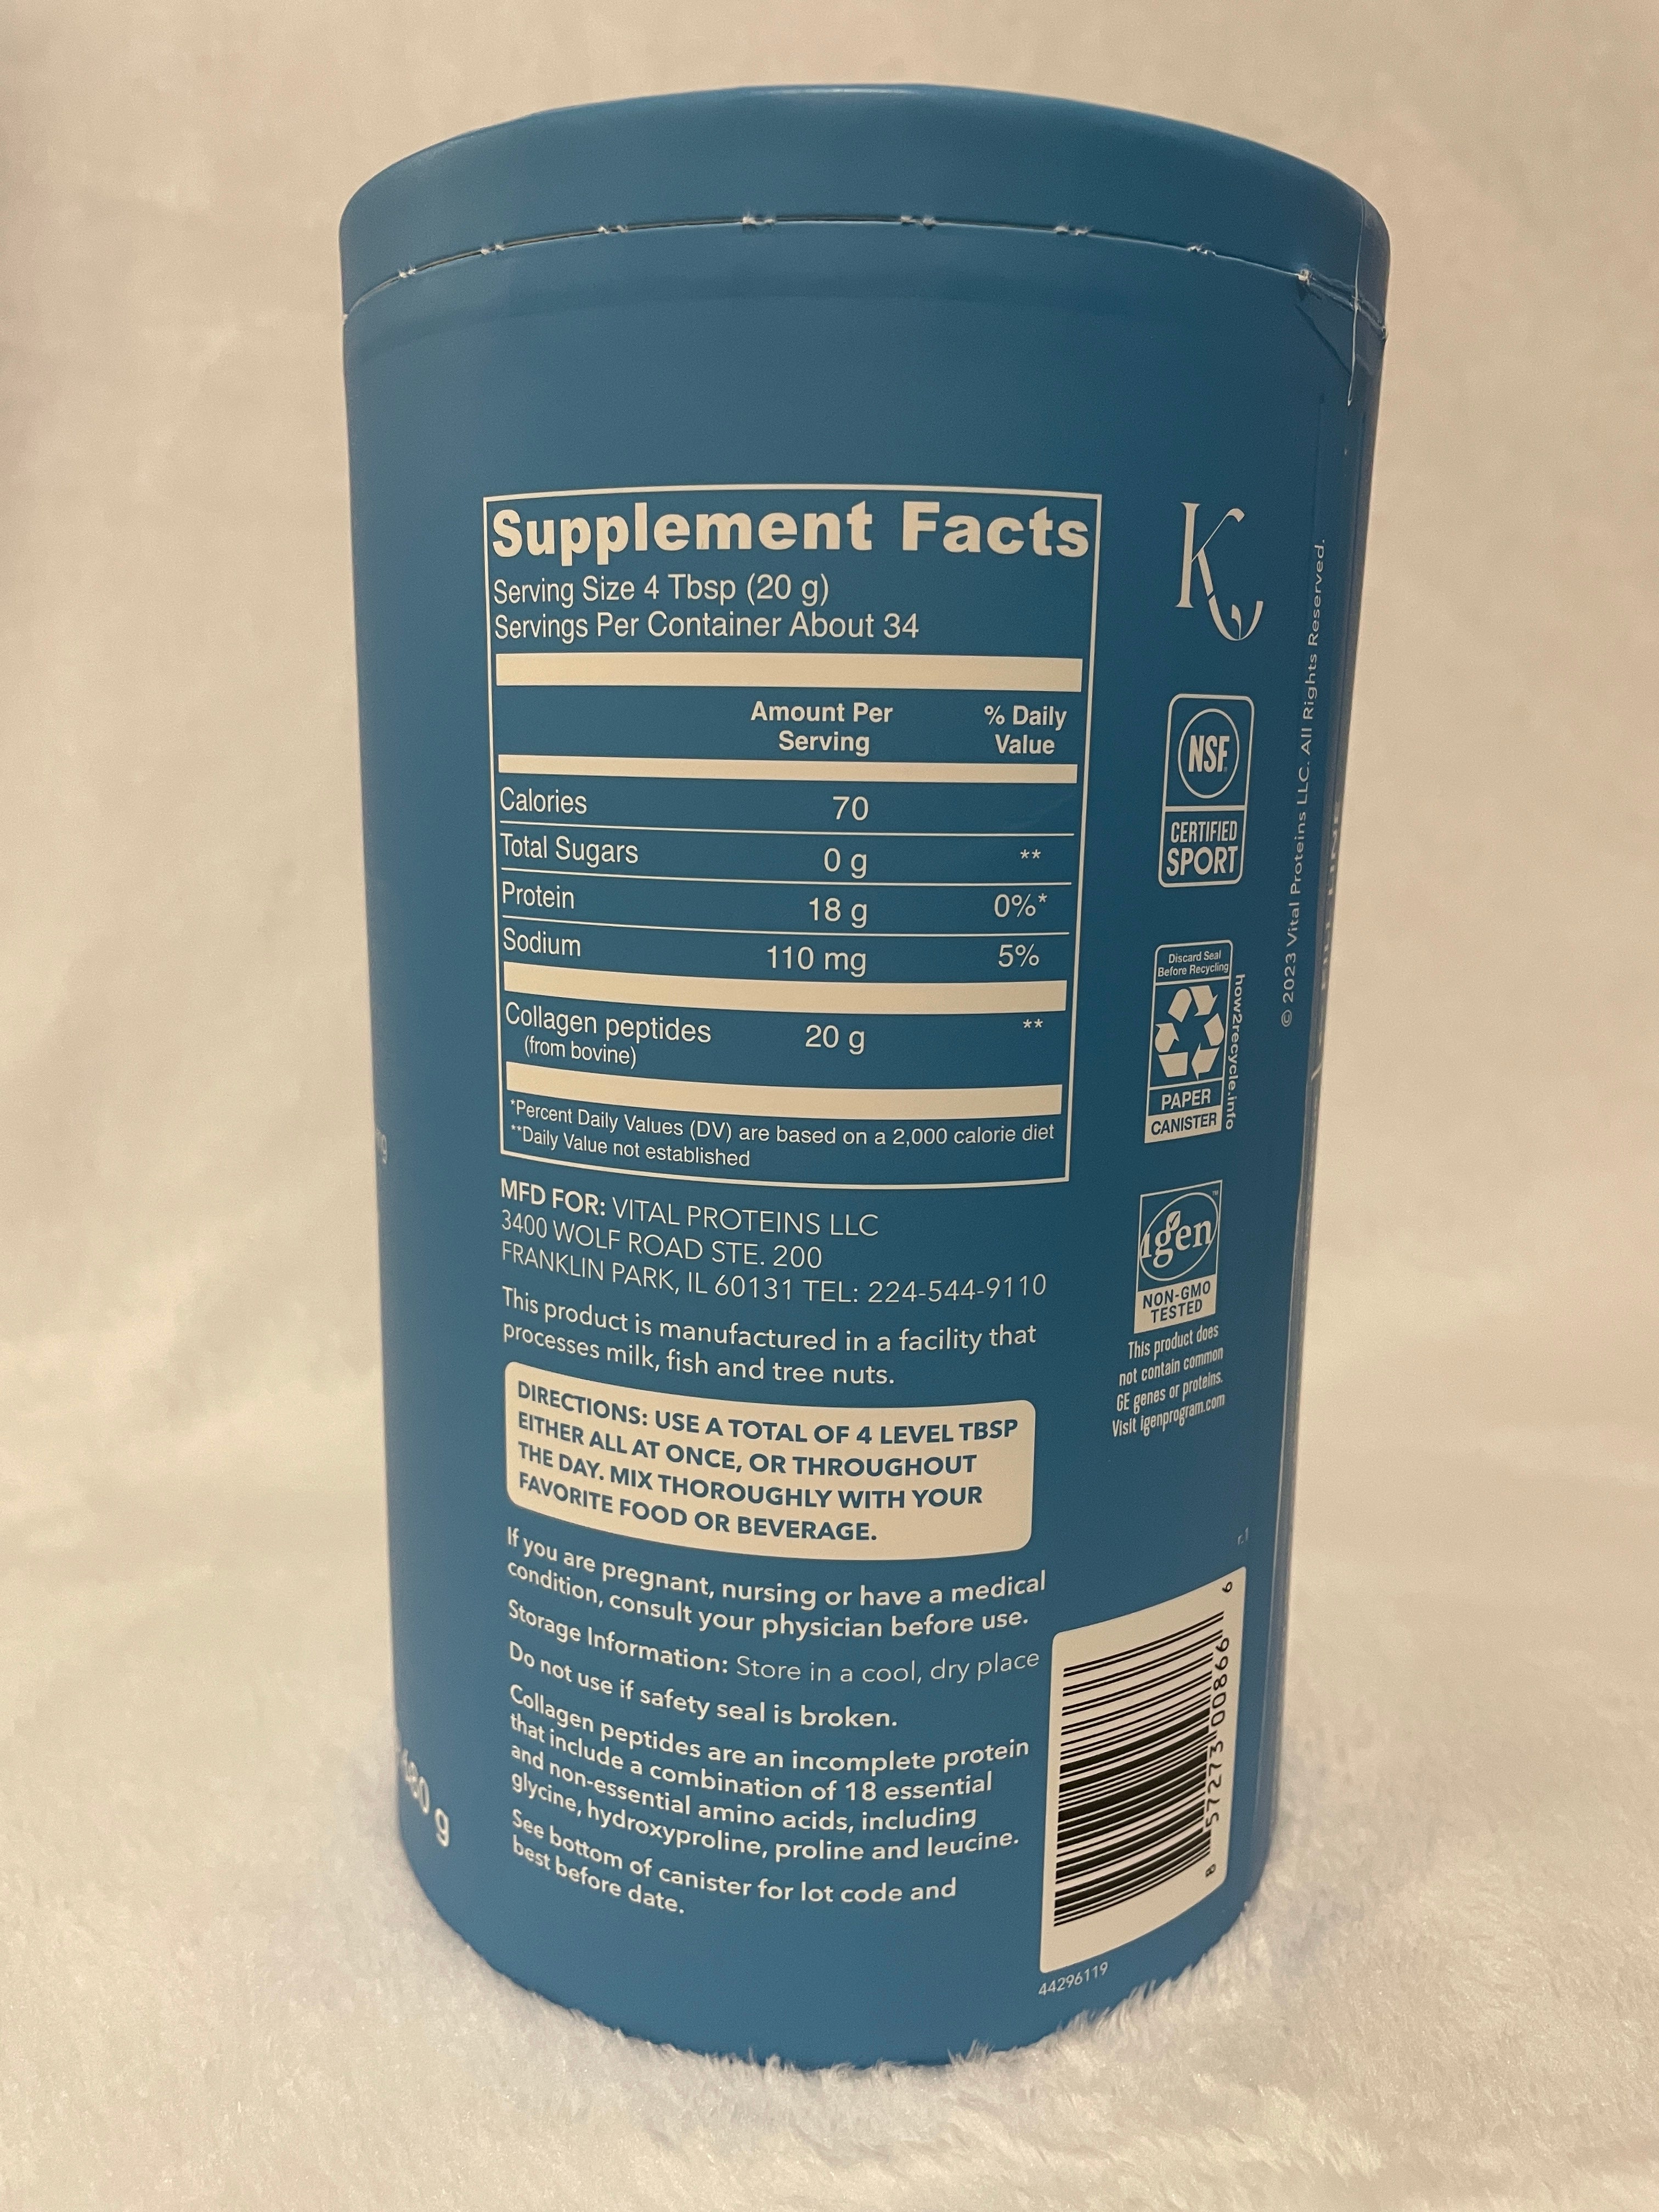 Supplement Facts
Serving Size 4 Tbsp (20 g)
Servings Per Container About 34
Amount Per Serving % Daily Value
Calories 70
Total Sugars 0 g **
Protein 18 g 0%*
Sodium 110 mg 5%
Collagen peptides 20 g **
(from bovine)
*Percent Daily Values (DV) are based on a 2,000 calorie diet
**Daily Value not established
MFD FOR: VITAL PROTEINS LLC
3400 WOLF ROAD STE. 200
FRANKLIN PARK, IL 60131 TEL: 224-544-9110
This product is manufactured in a facility that
processes milk, fish and tree nuts.
DIRECTIONS: USE A TOTAL OF 4 LEVEL TBSP
EITHER ALL AT ONCE, OR THROUGHOUT
THE DAY. MIX THOROUGHLY WITH YOUR
FAVORITE FOOD OR BEVERAGE.
If you are pregnant, nursing or have a medical
condition, consult your physician before use.
Storage Information: Store in a cool, dry place
Do not use if safety seal is broken.
Collagen peptides are an incomplete protein
that include a combination of 18 essential
and non-essential amino acids, including
glycine, hydroxyproline, proline and leucine.
See bottom of canister for lot code and
best before date.
K
NSF
CERTIFIED
SPORT
Discard Seal
Before Recycling
PAPER
CANISTER
how2recycle.info
igen™
NON-GMO
TESTED
This product does
not contain common
GE genes or proteins.
Visit igenprogram.com
© 2023 Vital Proteins LLC. All Rights Reserved.
r.1
8 57273 00866 6
44296119
680 g